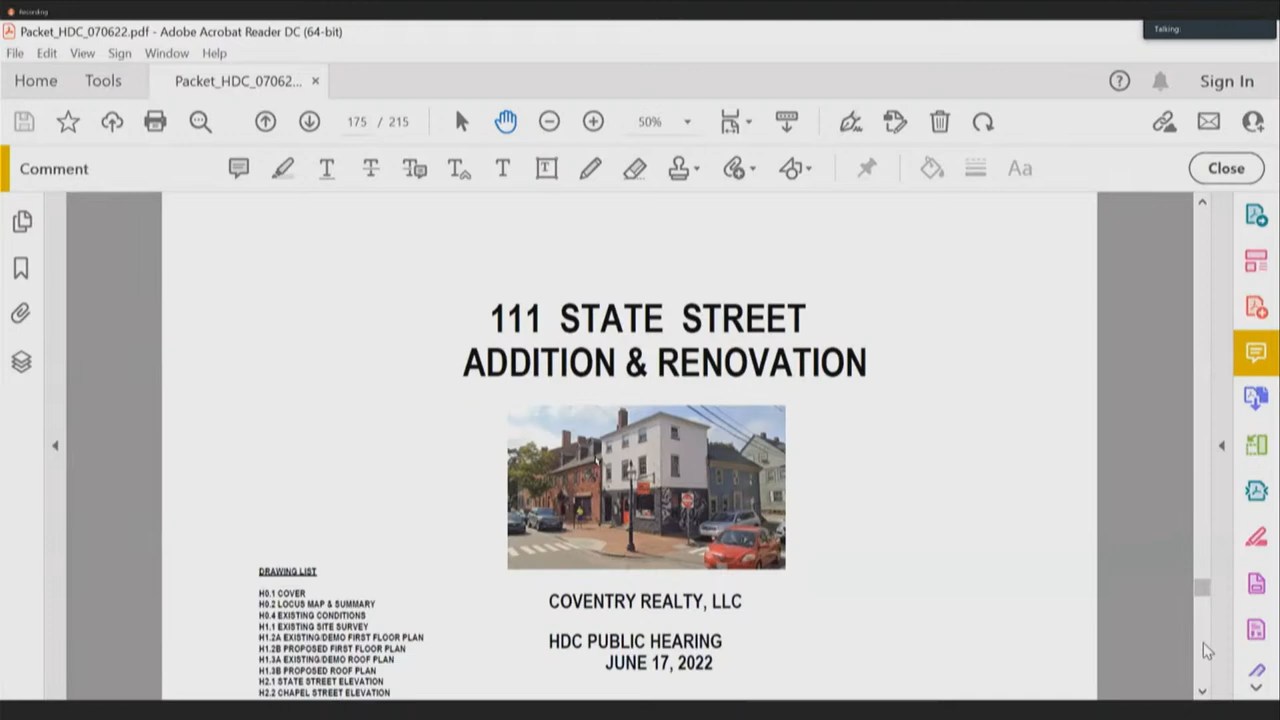 Recording
Packet_HDC_070622.pdf - Adobe Acrobat Reader DC (64-bit)
Talking:
File Edit View Sign Window Help
Home Tools Packet_HDC_07062... × Sign In
175 / 215 50%
Comment Close
111 STATE STREET
ADDITION & RENOVATION
DRAWING LIST
H0.1 COVER
H0.2 LOCUS MAP & SUMMARY
H0.4 EXISTING CONDITIONS
H1.1 EXISTING SITE SURVEY
H1.2A EXISTING/DEMO FIRST FLOOR PLAN
H1.2B PROPOSED FIRST FLOOR PLAN
H1.3A EXISTING/DEMO ROOF PLAN
H1.3B PROPOSED ROOF PLAN
H2.1 STATE STREET ELEVATION
H2.2 CHAPEL STREET ELEVATION
COVENTRY REALTY, LLC
HDC PUBLIC HEARING
JUNE 17, 2022